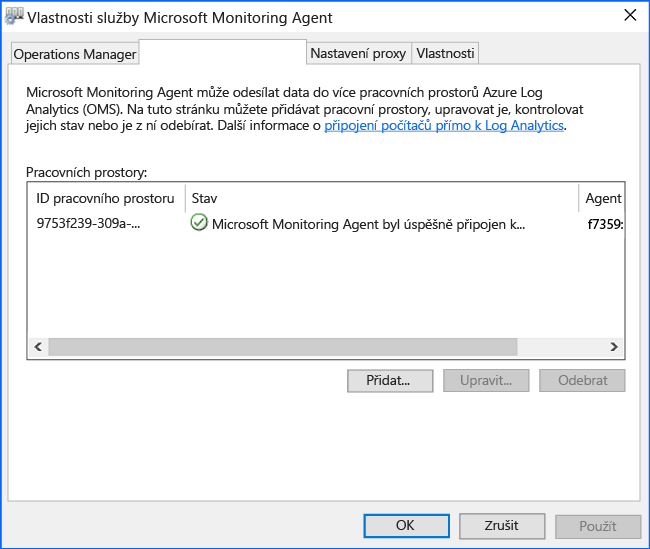 Vlastnosti služby Microsoft Monitoring Agent
Operations Manager
Nastavení proxy
Vlastnosti
Microsoft Monitoring Agent může odesílat data do více pracovních prostorů Azure Log
Analytics (OMS). Na tuto stránku můžete přidávat pracovní prostory, upravovat je, kontrolovat
jejich stav nebo je z ní odebírat. Další informace o připojení počítačů přímo k Log Analytics.
Pracovních prostory:
ID pracovního prostoru Stav Agent
9753f239-309a-... Microsoft Monitoring Agent byl úspěšně připojen k... f7359:
Přidat... Upravit... Odebrat
OK Zrušit Použít